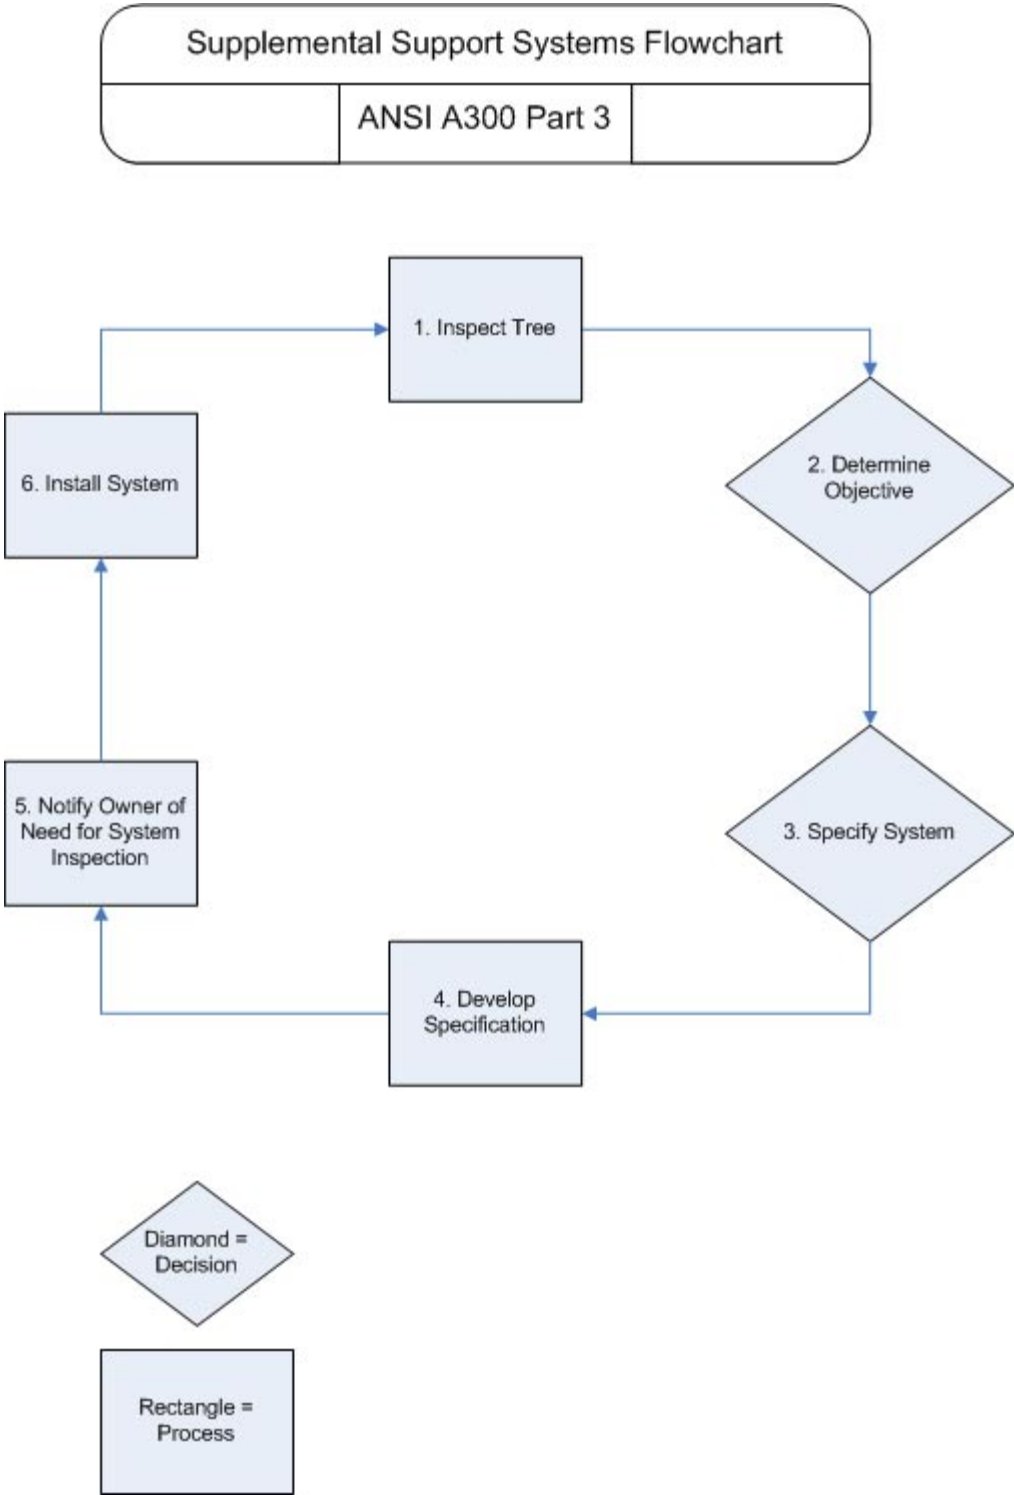 Supplemental Support Systems Flowchart
ANSI A300 Part 3
1. Inspect Tree
2. Determine
Objective
3. Specify System
4. Develop
Specification
5. Notify Owner of
Need for System
Inspection
6. Install System
Diamond =
Decision
Rectangle =
Process